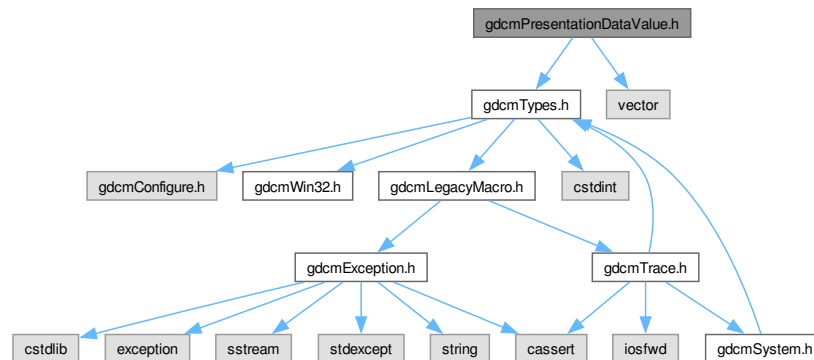 gdcmPresentationDataValue.h
gdcmTypes.h
vector
gdcmConfigure.h
gdcmWin32.h
gdcmLegacyMacro.h
cstdint
gdcmException.h
gdcmTrace.h
cstdlib
exception
sstream
stdexcept
string
cassert
iosfwd
gdcmSystem.h